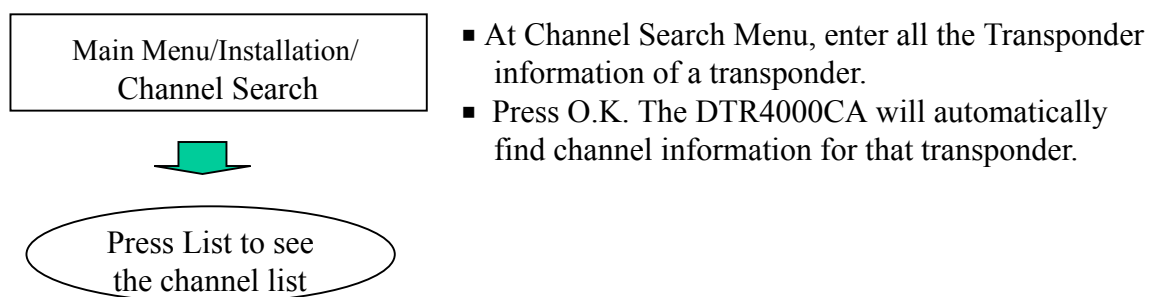 Main Menu/Installation/
Channel Search
Press List to see
the channel list
▪ At Channel Search Menu, enter all the Transponder
information of a transponder.
▪ Press O.K. The DTR4000CA will automatically
find channel information for that transponder.